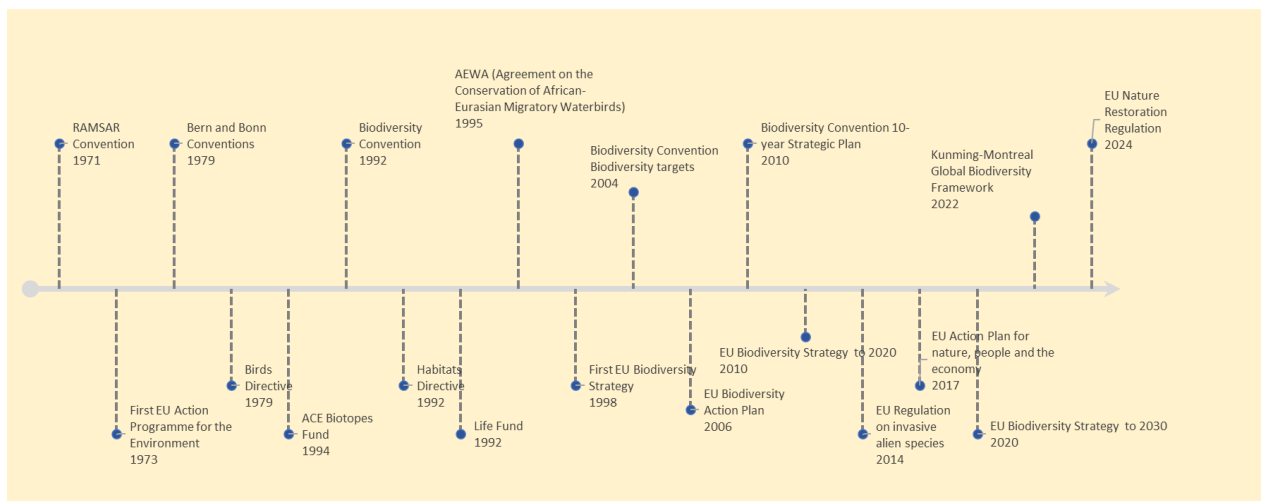 RAMSAR
Convention
1971
First EU Action
Programme for the
Environment
1973
Bern and Bonn
Conventions
1979
Birds
Directive
1979
ACE Biotopes
Fund
1994
Biodiversity
Convention
1992
Habitats
Directive
1992
Life Fund
1992
AEWA (Agreement on the
Conservation of African-
Eurasian Migratory Waterbirds)
1995
First EU Biodiversity
Strategy
1998
Biodiversity Convention
Biodiversity targets
2004
EU Biodiversity
Action Plan
2006
Biodiversity Convention 10-
year Strategic Plan
2010
EU Biodiversity Strategy to 2020
2010
EU Regulation
on invasive
alien species
2014
EU Action Plan for
nature, people and the
economy
2017
EU Biodiversity Strategy to 2030
2020
Kunming-Montreal
Global Biodiversity
Framework
2022
EU Nature
Restoration
Regulation
2024